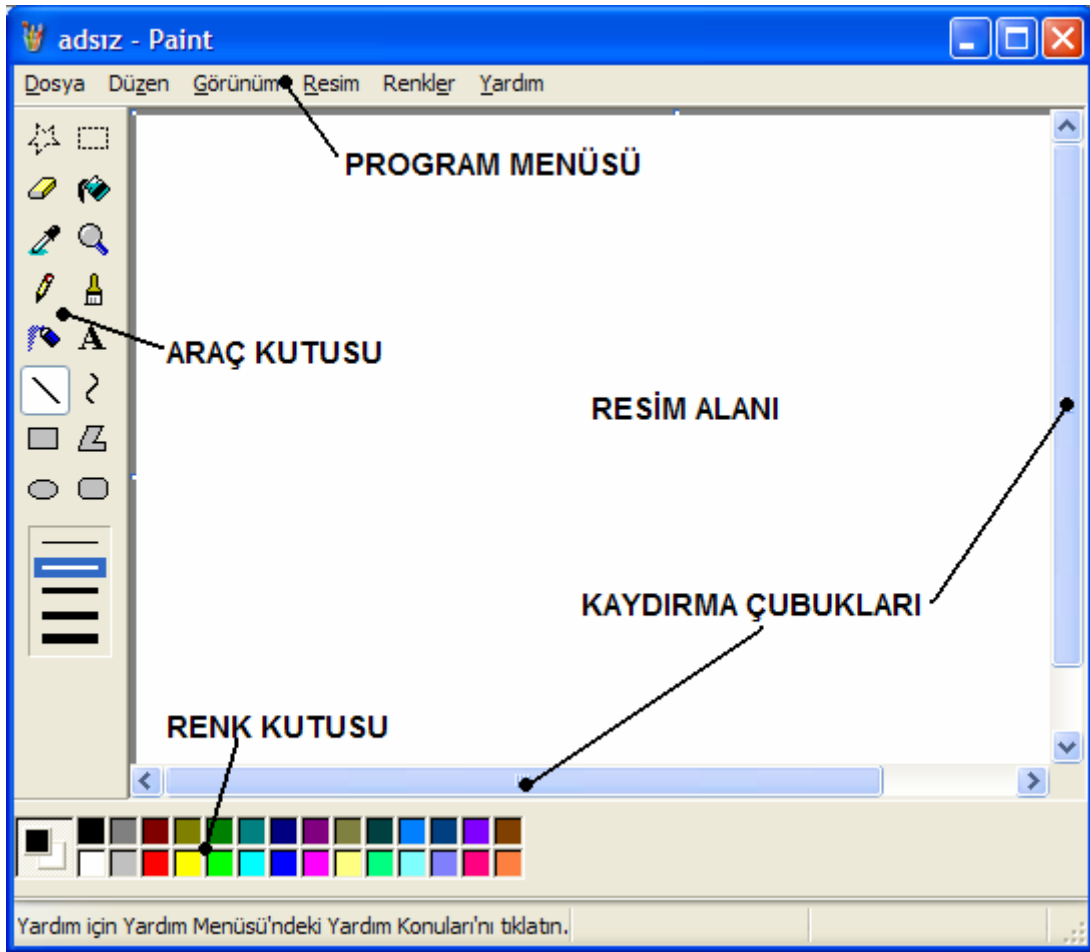 adsız - Paint
Dosya Düzen Görünüm Resim Renkler Yardım
PROGRAM MENÜSÜ
A
ARAÇ KUTUSU
RESİM ALANI
KAYDIRMA ÇUBUKLARI
RENK KUTUSU
Yardım için Yardım Menüsü'ndeki Yardım Konuları'nı tıklatın.